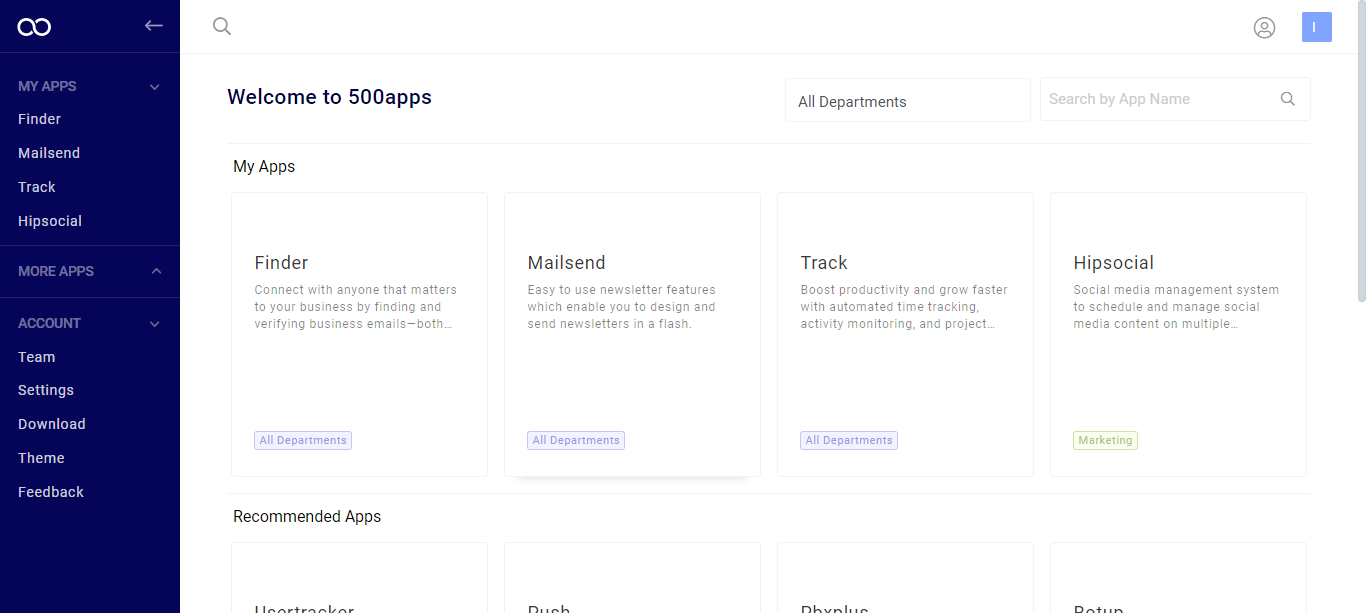 MY APPS
Finder
Mailsend
Track
Hipsocial
MORE APPS
ACCOUNT
Team
Settings
Download
Theme
Feedback
I
Welcome to 500apps
All Departments
Search by App Name
My Apps
Finder
Connect with anyone that matters
to your business by finding and
verifying business emails—both...
All Departments
Mailsend
Easy to use newsletter features
which enable you to design and
send newsletters in a flash.
All Departments
Track
Boost productivity and grow faster
with automated time tracking,
activity monitoring, and project...
All Departments
Hipsocial
Social media management system
to schedule and manage social
media content on multiple...
Marketing
Recommended Apps
Usertracker
Push
Pbxplus
Botup